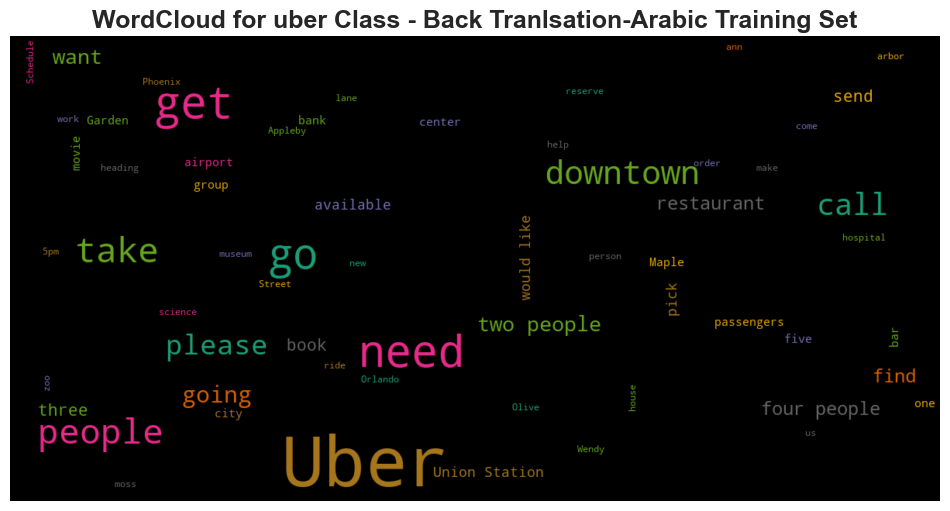 WordCloud for uber Class - Back Tranlsation-Arabic Training Set
Schedule
want
ann
arbor
Phoenix
get
lane
reserve
send
work
Garden
bank
Appleby
center
come
movie
help
heading
airport
downtown
order
make
group
available
restaurant
call
would like
hospital
5pm
take
museum
go
new
person
Maple
Street
pick
science
two people
passengers
please
book
need
five
bar
ride
zoo
Orlando
find
going
house
three
city
Olive
four people
one
people
us
Uber
Union Station
Wendy
moss